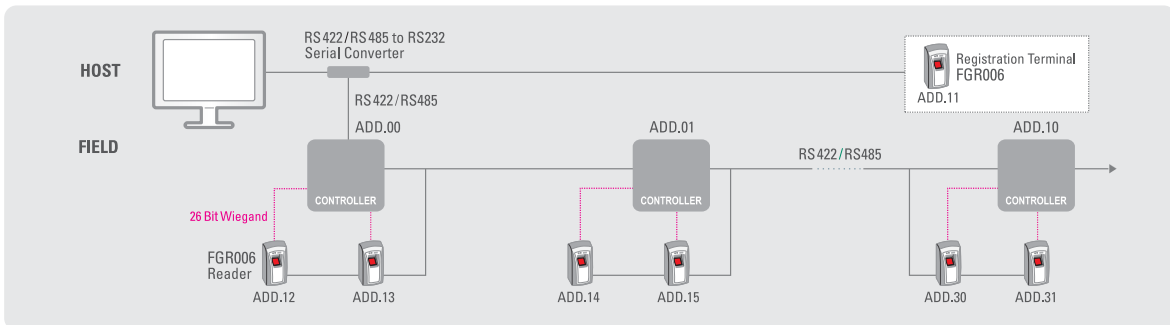 RS422/RS485 to RS232
Serial Converter
HOST
Registration Terminal
FGR006
ADD.11
RS422/RS485
ADD.00
ADD.01
ADD.10
FIELD
RS422/RS485
CONTROLLER
CONTROLLER
CONTROLLER
26 Bit Wiegand
FGR006
Reader
ADD.12
ADD.13
ADD.14
ADD.15
ADD.30
ADD.31